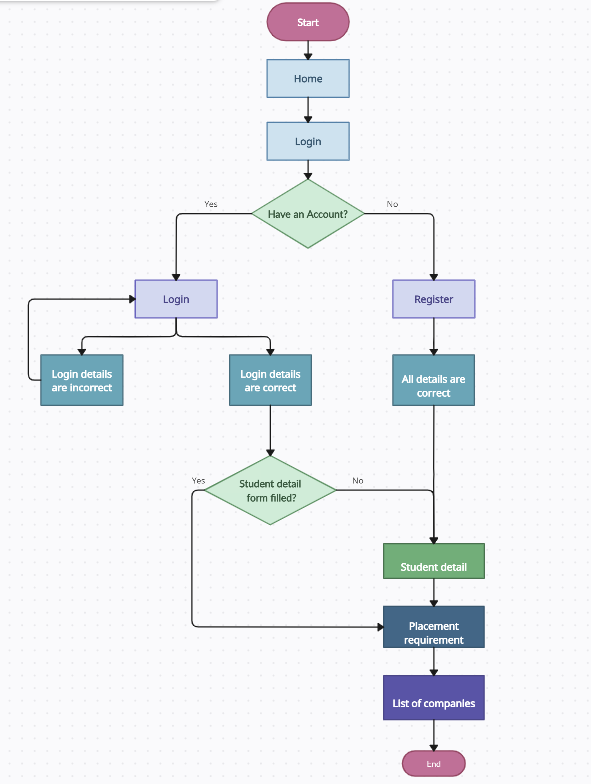 Start
Home
Login
Have an Account?
Yes
No
Login
Register
Login details
are incorrect
Login details
are correct
All details are
correct
Student detail
form filled?
Yes
No
Student detail
Placement
requirement
List of companies
End